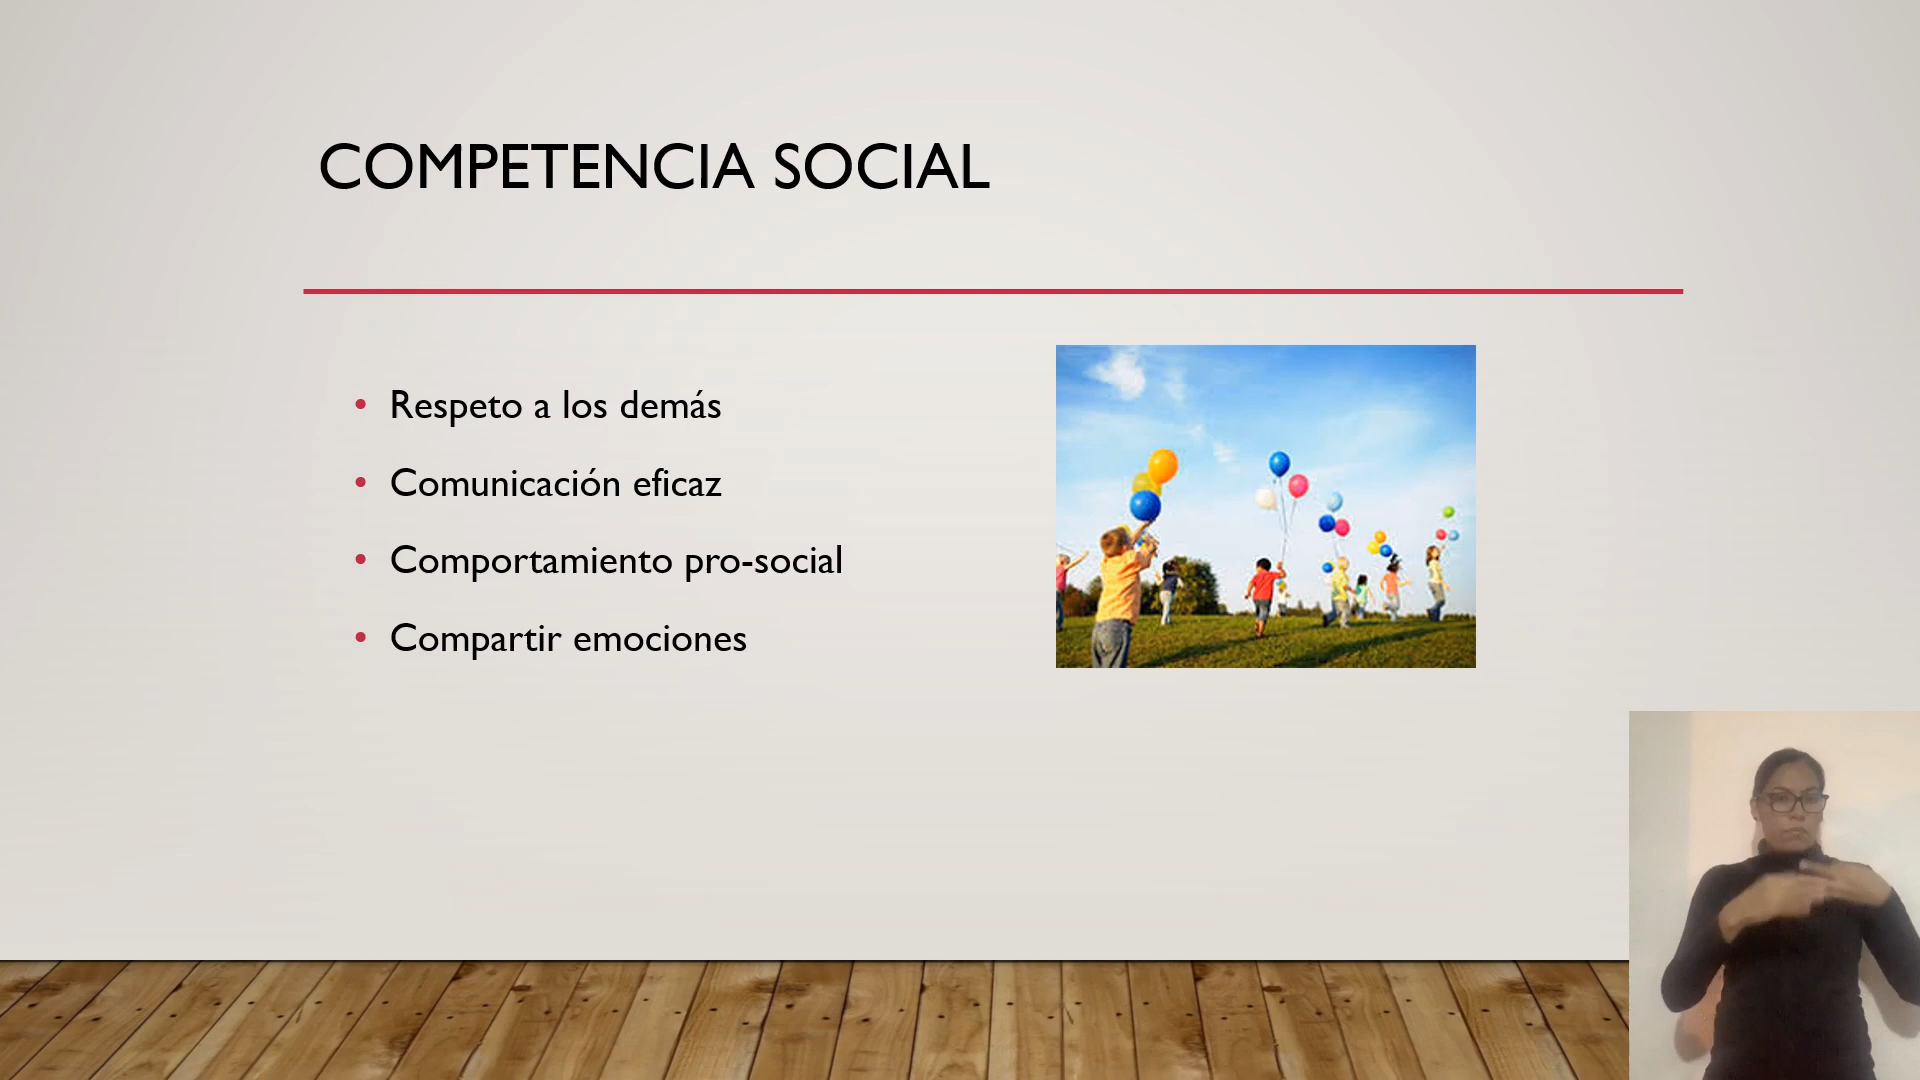 COMPETENCIA SOCIAL
• Respeto a los demás
• Comunicación eficaz
• Comportamiento pro-social
• Compartir emociones